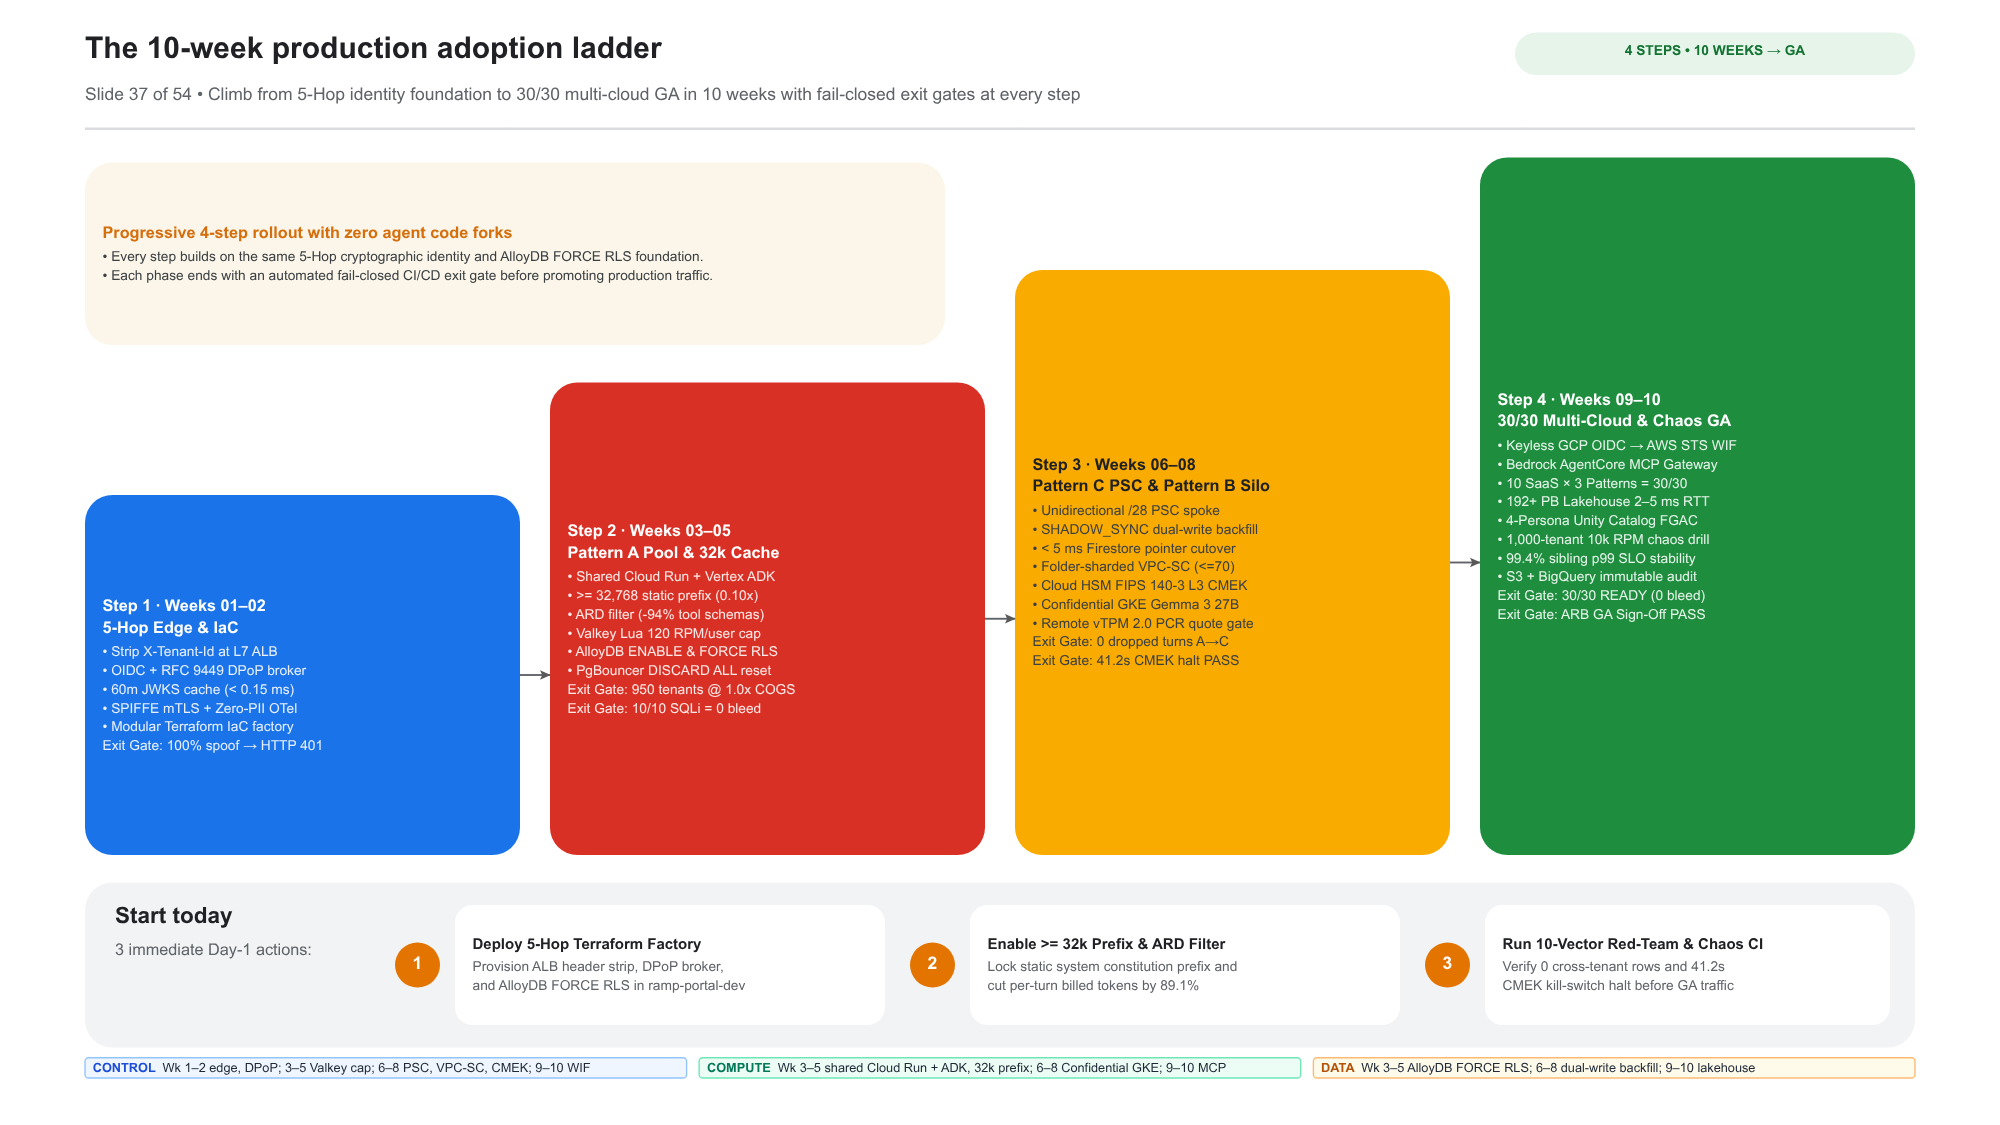 The 10-week production adoption ladder
4 STEPS • 10 WEEKS → GA
Slide 37 of 54 • Climb from 5-Hop identity foundation to 30/30 multi-cloud GA in 10 weeks with fail-closed exit gates at every step
Progressive 4-step rollout with zero agent code forks
• Every step builds on the same 5-Hop cryptographic identity and AlloyDB FORCE RLS foundation.
• Each phase ends with an automated fail-closed CI/CD exit gate before promoting production traffic.
Step 1 · Weeks 01–02
5-Hop Edge & IaC
• Strip X-Tenant-Id at L7 ALB
• OIDC + RFC 9449 DPoP broker
• 60m JWKS cache (< 0.15 ms)
• SPIFFE mTLS + Zero-PII OTel
• Modular Terraform IaC factory
Exit Gate: 100% spoof → HTTP 401
Step 2 · Weeks 03–05
Pattern A Pool & 32k Cache
• Shared Cloud Run + Vertex ADK
• >= 32,768 static prefix (0.10x)
• ARD filter (-94% tool schemas)
• Valkey Lua 120 RPM/user cap
• AlloyDB ENABLE & FORCE RLS
• PgBouncer DISCARD ALL reset
Exit Gate: 950 tenants @ 1.0x COGS
Exit Gate: 10/10 SQLi = 0 bleed
Step 3 · Weeks 06–08
Pattern C PSC & Pattern B Silo
• Unidirectional /28 PSC spoke
• SHADOW_SYNC dual-write backfill
• < 5 ms Firestore pointer cutover
• Folder-sharded VPC-SC (<=70)
• Cloud HSM FIPS 140-3 L3 CMEK
• Confidential GKE Gemma 3 27B
• Remote vTPM 2.0 PCR quote gate
Exit Gate: 0 dropped turns A→C
Exit Gate: 41.2s CMEK halt PASS
Step 4 · Weeks 09–10
30/30 Multi-Cloud & Chaos GA
• Keyless GCP OIDC → AWS STS WIF
• Bedrock AgentCore MCP Gateway
• 10 SaaS × 3 Patterns = 30/30
• 192+ PB Lakehouse 2–5 ms RTT
• 4-Persona Unity Catalog FGAC
• 1,000-tenant 10k RPM chaos drill
• 99.4% sibling p99 SLO stability
• S3 + BigQuery immutable audit
Exit Gate: 30/30 READY (0 bleed)
Exit Gate: ARB GA Sign-Off PASS
Start today
3 immediate Day-1 actions:
1
Deploy 5-Hop Terraform Factory
Provision ALB header strip, DPoP broker,
and AlloyDB FORCE RLS in ramp-portal-dev
2
Enable >= 32k Prefix & ARD Filter
Lock static system constitution prefix and
cut per-turn billed tokens by 89.1%
3
Run 10-Vector Red-Team & Chaos CI
Verify 0 cross-tenant rows and 41.2s
CMEK kill-switch halt before GA traffic
CONTROL Wk 1–2 edge, DPoP; 3–5 Valkey cap; 6–8 PSC, VPC-SC, CMEK; 9–10 WIF
COMPUTE Wk 3–5 shared Cloud Run + ADK, 32k prefix; 6–8 Confidential GKE; 9–10 MCP
DATA Wk 3–5 AlloyDB FORCE RLS; 6–8 dual-write backfill; 9–10 lakehouse